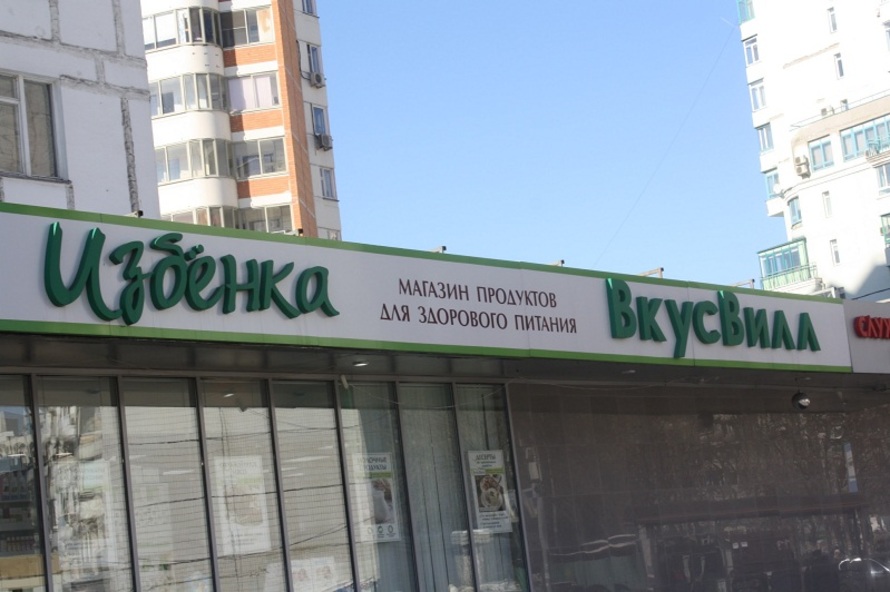 Избёнка
МАГАЗИН ПРОДУКТОВ
ДЛЯ ЗДОРОВОГО ПИТАНИЯ
ВкусВилл